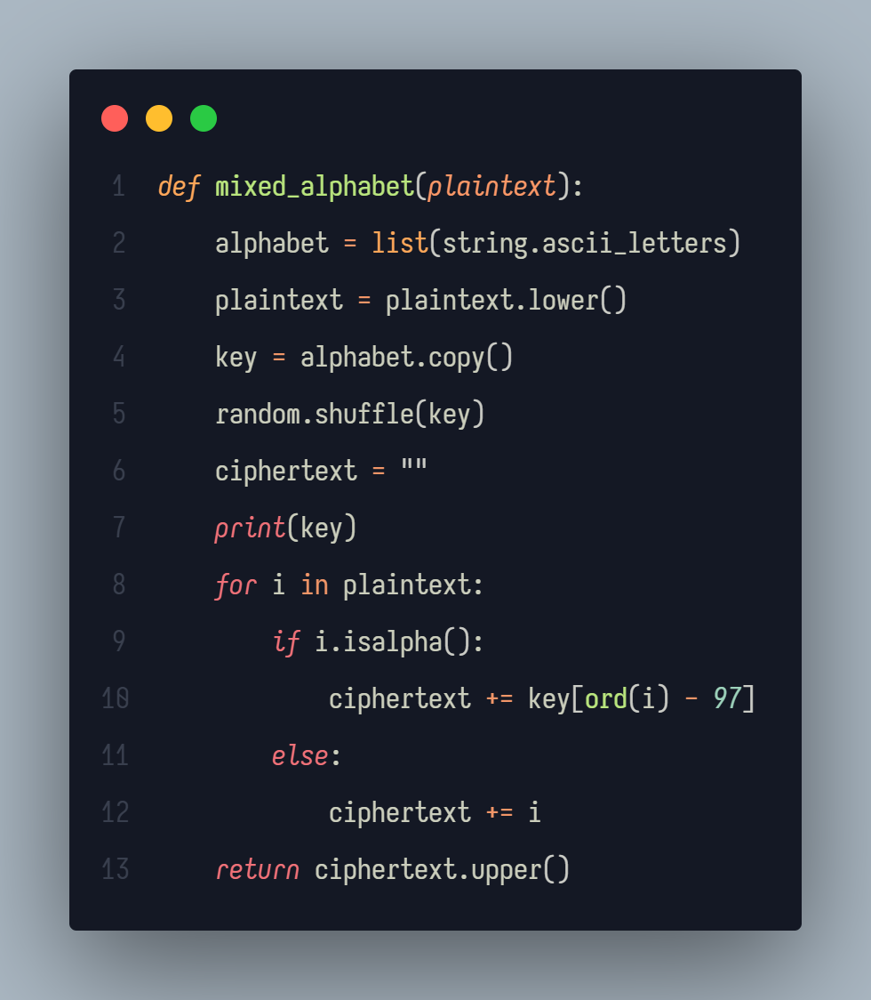 1 def mixed_alphabet(plaintext):
2     alphabet = list(string.ascii_letters)
3     plaintext = plaintext.lower()
4     key = alphabet.copy()
5     random.shuffle(key)
6     ciphertext = ""
7     print(key)
8     for i in plaintext:
9         if i.isalpha():
10             ciphertext += key[ord(i) - 97]
11         else:
12             ciphertext += i
13     return ciphertext.upper()